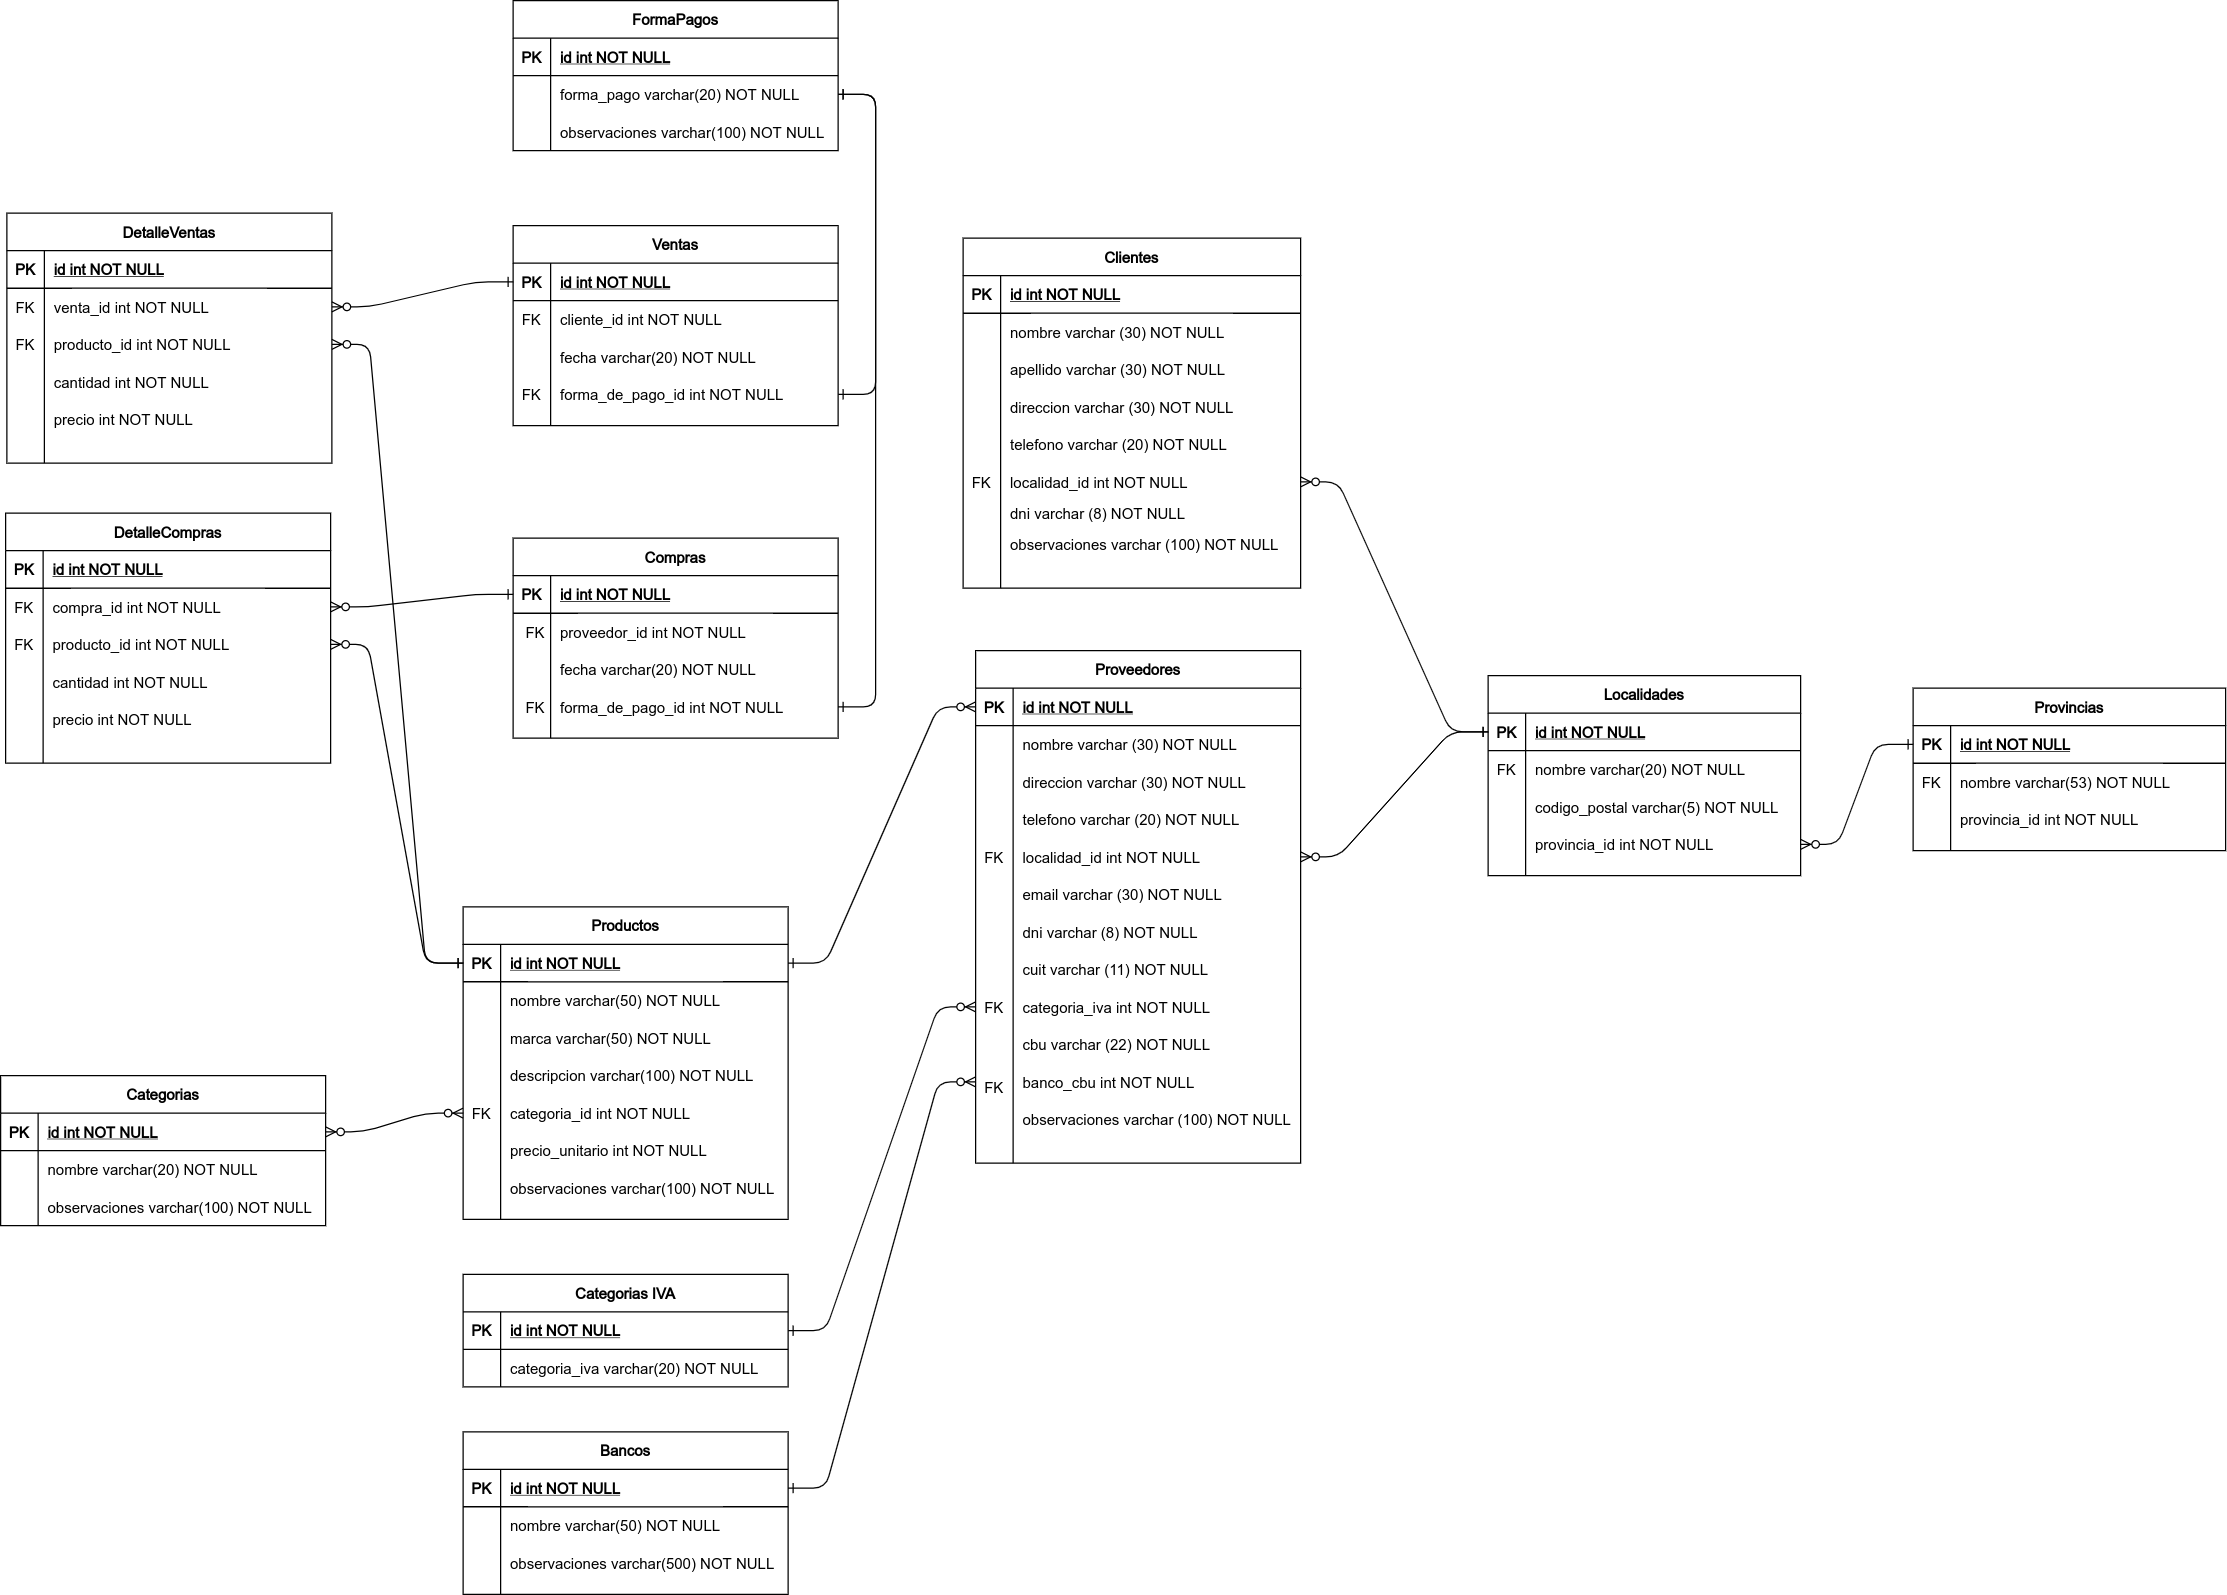 FormaPagos
PK id int NOT NULL
forma_pago varchar(20) NOT NULL
observaciones varchar(100) NOT NULL
DetalleVentas
PK id int NOT NULL
FK venta_id int NOT NULL
FK producto_id int NOT NULL
cantidad int NOT NULL
precio int NOT NULL
Ventas
PK id int NOT NULL
FK cliente_id int NOT NULL
fecha varchar(20) NOT NULL
FK forma_de_pago_id int NOT NULL
Clientes
PK id int NOT NULL
nombre varchar (30) NOT NULL
apellido varchar (30) NOT NULL
direccion varchar (30) NOT NULL
telefono varchar (20) NOT NULL
FK localidad_id int NOT NULL
dni varchar (8) NOT NULL
observaciones varchar (100) NOT NULL
DetalleCompras
PK id int NOT NULL
FK compra_id int NOT NULL
FK producto_id int NOT NULL
cantidad int NOT NULL
precio int NOT NULL
Compras
PK id int NOT NULL
FK proveedor_id int NOT NULL
fecha varchar(20) NOT NULL
FK forma_de_pago_id int NOT NULL
Proveedores
PK id int NOT NULL
nombre varchar (30) NOT NULL
direccion varchar (30) NOT NULL
telefono varchar (20) NOT NULL
FK localidad_id int NOT NULL
email varchar (30) NOT NULL
dni varchar (8) NOT NULL
cuit varchar (11) NOT NULL
FK categoria_iva int NOT NULL
cbu varchar (22) NOT NULL
FK banco_cbu int NOT NULL
observaciones varchar (100) NOT NULL
Localidades
PK id int NOT NULL
FK nombre varchar(20) NOT NULL
codigo_postal varchar(5) NOT NULL
provincia_id int NOT NULL
Provincias
PK id int NOT NULL
FK nombre varchar(53) NOT NULL
provincia_id int NOT NULL
Productos
PK id int NOT NULL
nombre varchar(50) NOT NULL
marca varchar(50) NOT NULL
descripcion varchar(100) NOT NULL
FK categoria_id int NOT NULL
precio_unitario int NOT NULL
observaciones varchar(100) NOT NULL
Categorias
PK id int NOT NULL
nombre varchar(20) NOT NULL
observaciones varchar(100) NOT NULL
Categorias IVA
PK id int NOT NULL
categoria_iva varchar(20) NOT NULL
Bancos
PK id int NOT NULL
nombre varchar(50) NOT NULL
observaciones varchar(500) NOT NULL